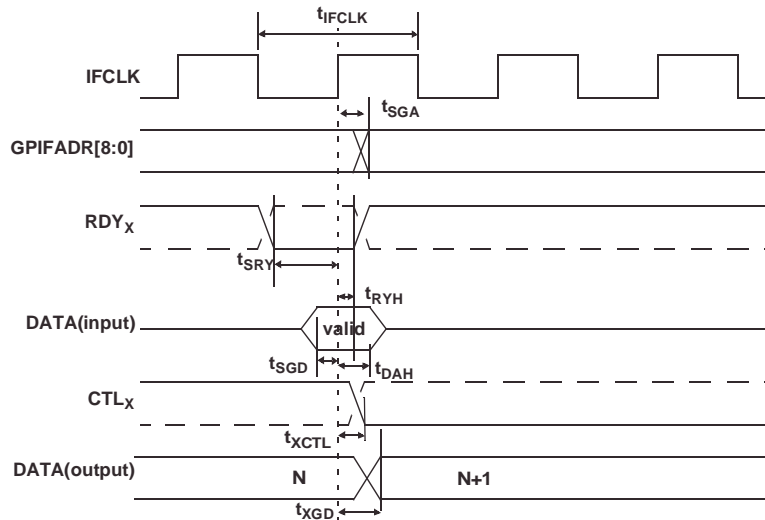 tIFCLK
IFCLK
tSGA
GPIFADR[8:0]
RDYX
tSRY
tRYH
DATA(input)
valid
tSGD
tDAH
CTLX
tXCTL
DATA(output)
N
N+1
tXGD